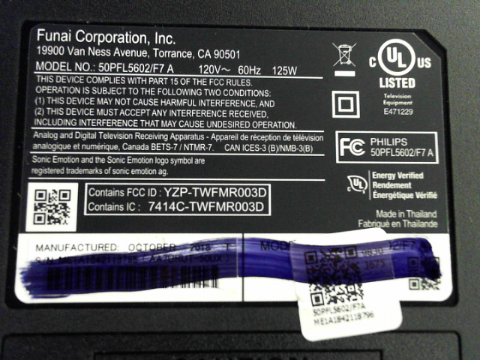 Funai Corporation, Inc.
19900 Van Ness Avenue, Torrance, CA 90501
MODEL NO.: 50PFL5602/F7 A 120V~ 60Hz 125W
THIS DEVICE COMPLIES WITH PART 15 OF THE FCC RULES.
OPERATION IS SUBJECT TO THE FOLLOWING TWO CONDITIONS:
(1) THIS DEVICE MAY NOT CAUSE HARMFUL INTERFERENCE, AND
(2) THIS DEVICE MUST ACCEPT ANY INTERFERENCE RECEIVED,
INCLUDING INTERFERENCE THAT MAY CAUSE UNDESIRED OPERATION.
Analog and Digital Television Receiving Apparatus - Appareil de réception de télévision
analogique et numérique, Canada BETS-7 / NTMR-7. CAN ICES-3 (B)/NMB-3(B)
Sonic Emotion and the Sonic Emotion logo symbol are
registered trademarks of sonic emotion ag.
Contains FCC ID : YZP-TWFMR003D
Contains IC : 7414C-TWFMR003D
C UL US
LISTED
Television
Equipment
E471229
FC PHILIPS
50PFL5602/F7 A
UL Energy Verified
Rendement
Énergétique Vérifié
Made in Thailand
Fabriqué en Thaïlande
MANUFACTURED: OCTOBER 2018
50PFL5602/F7A
ME1A1842118796